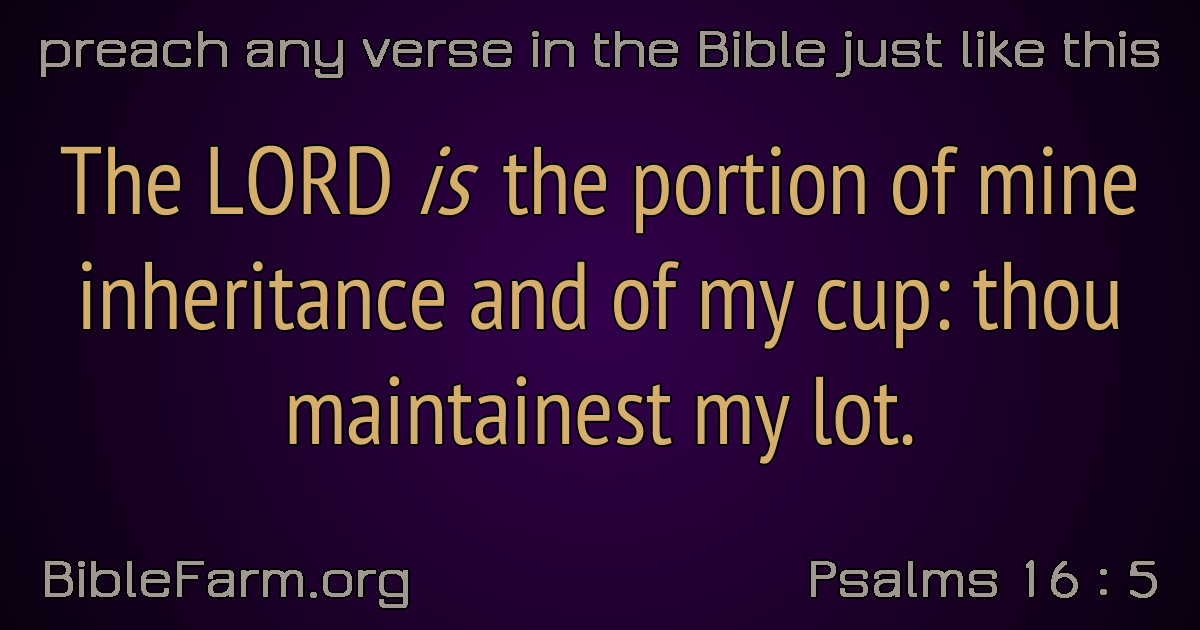 preach any verse in the Bible just like this
The LORD is the portion of mine
inheritance and of my cup: thou
maintainest my lot.
BibleFarm.org
Psalms 16 : 5